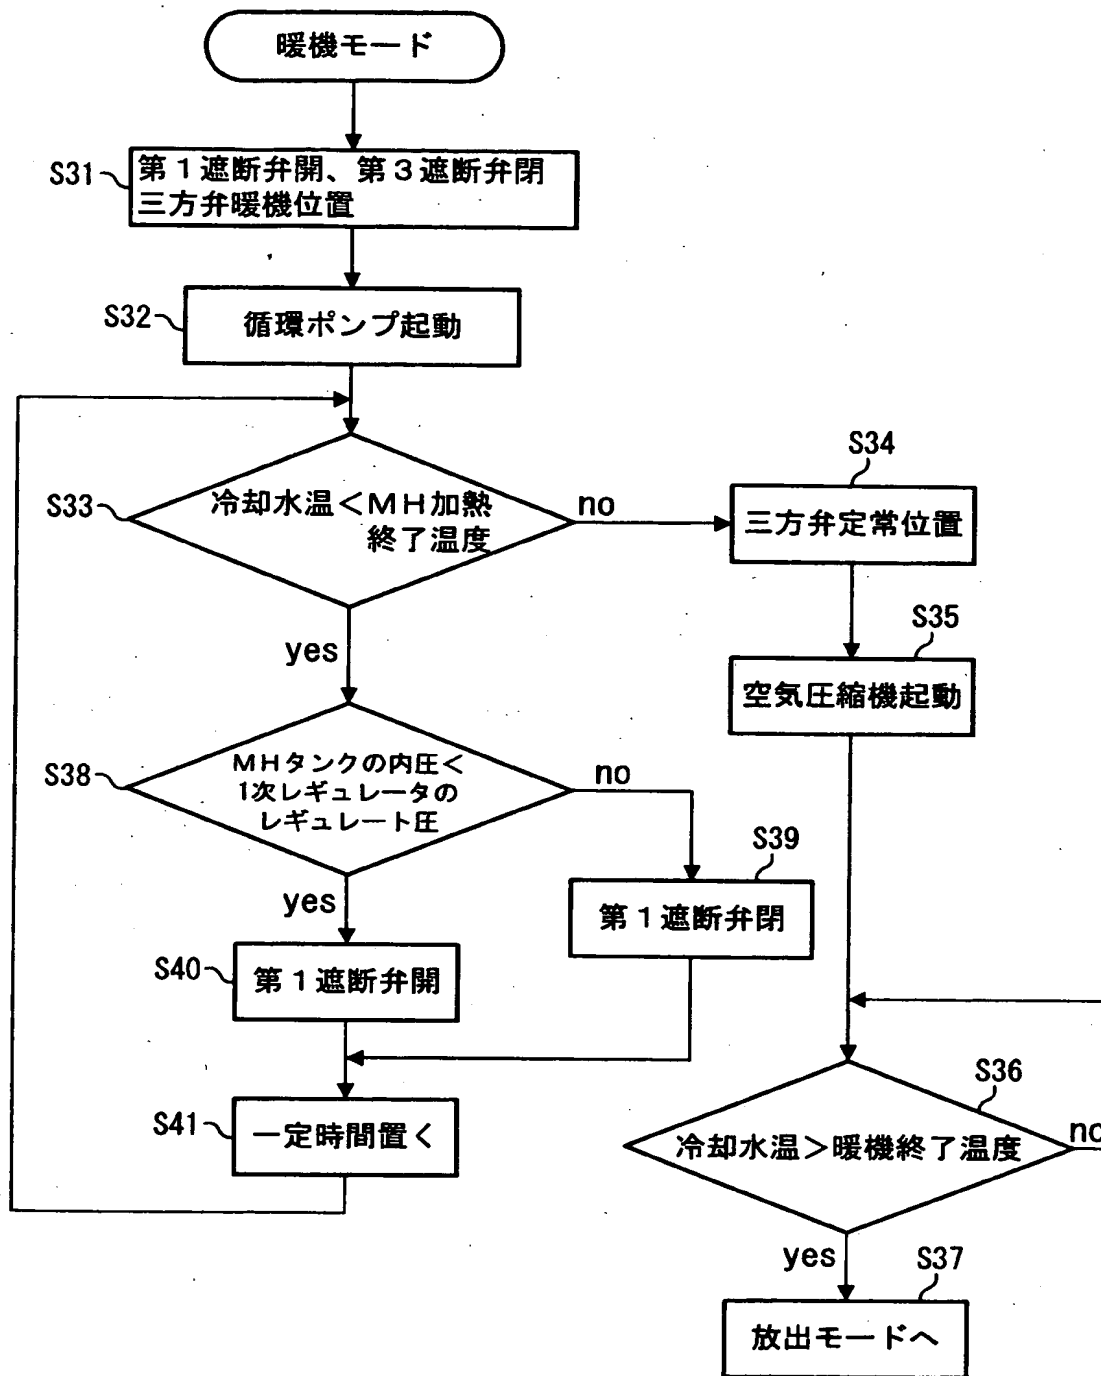 暖機モード
S31
第1遮断弁開、第3遮断弁閉
三方弁暖機位置
S32
循環ポンプ起動
S33
冷却水温<MH加熱
終了温度
no
yes
S34
三方弁定常位置
S35
空気圧縮機起動
S38
MHタンクの内圧<
1次レギュレータの
レギュレート圧
no
yes
S39
第1遮断弁閉
S40
第1遮断弁開
S41
一定時間置く
S36
冷却水温>暖機終了温度
no
yes
S37
放出モードへ